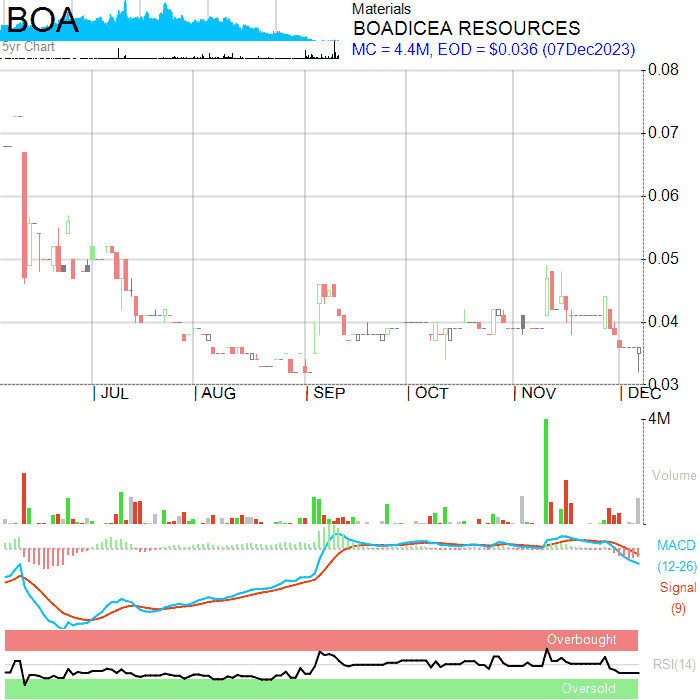 BOA
5yr Chart
Materials
BOADICEA RESOURCES
MC = 4.4M, EOD = $0.036 (07Dec2023)
0.08
0.07
0.06
0.05
0.04
0.03
JUL AUG SEP OCT NOV DEC
4M
Volume
MACD
(12-26)
Signal
(9)
Overbought
RSI(14)
Oversold